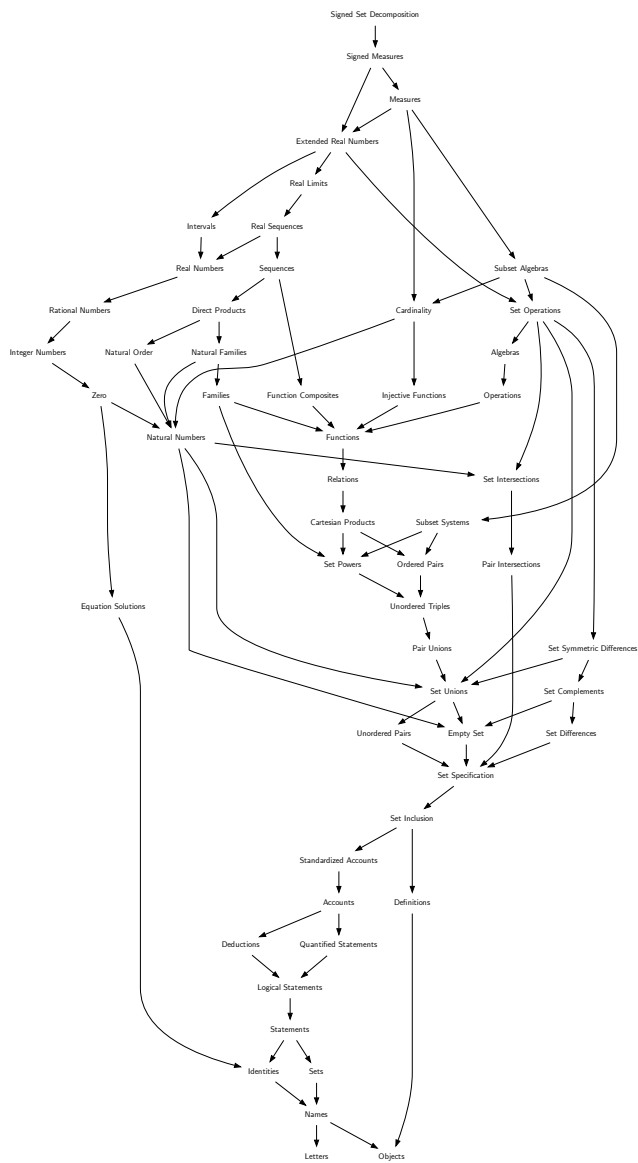 Signed Set Decomposition
Signed Measures
Measures
Extended Real Numbers
Real Limits
Intervals
Real Sequences
Real Numbers
Sequences
Subset Algebras
Rational Numbers
Direct Products
Cardinality
Set Operations
Integer Numbers
Natural Order
Natural Families
Algebras
Zero
Families
Function Composites
Injective Functions
Operations
Natural Numbers
Functions
Relations
Set Intersections
Cartesian Products
Subset Systems
Set Powers
Ordered Pairs
Pair Intersections
Equation Solutions
Unordered Triples
Pair Unions
Set Symmetric Differences
Set Unions
Set Complements
Unordered Pairs
Empty Set
Set Differences
Set Specification
Set Inclusion
Standardized Accounts
Accounts
Definitions
Deductions
Quantified Statements
Logical Statements
Statements
Identities
Sets
Names
Letters
Objects